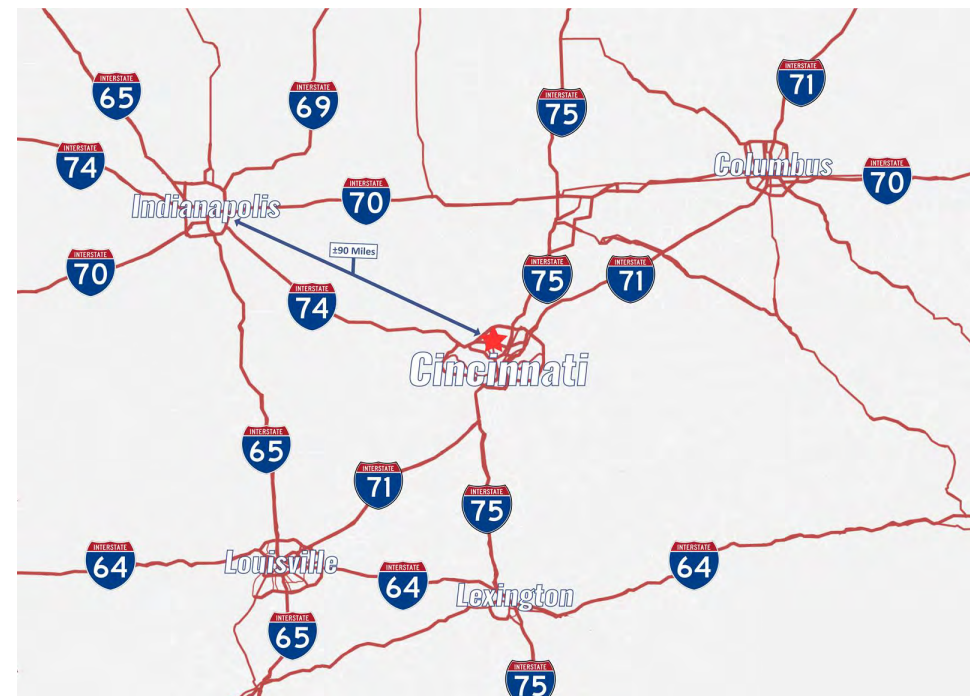 INTERSTATE
65
INTERSTATE
69
INTERSTATE
75
INTERSTATE
71
INTERSTATE
74
Columbus
INTERSTATE
70
INTERSTATE
70
Indianapolis
±90 Miles
INTERSTATE
70
INTERSTATE
75
INTERSTATE
71
INTERSTATE
74
Cincinnati
INTERSTATE
65
INTERSTATE
71
INTERSTATE
75
INTERSTATE
64
Louisville
INTERSTATE
64
INTERSTATE
64
Lexington
INTERSTATE
65
INTERSTATE
75